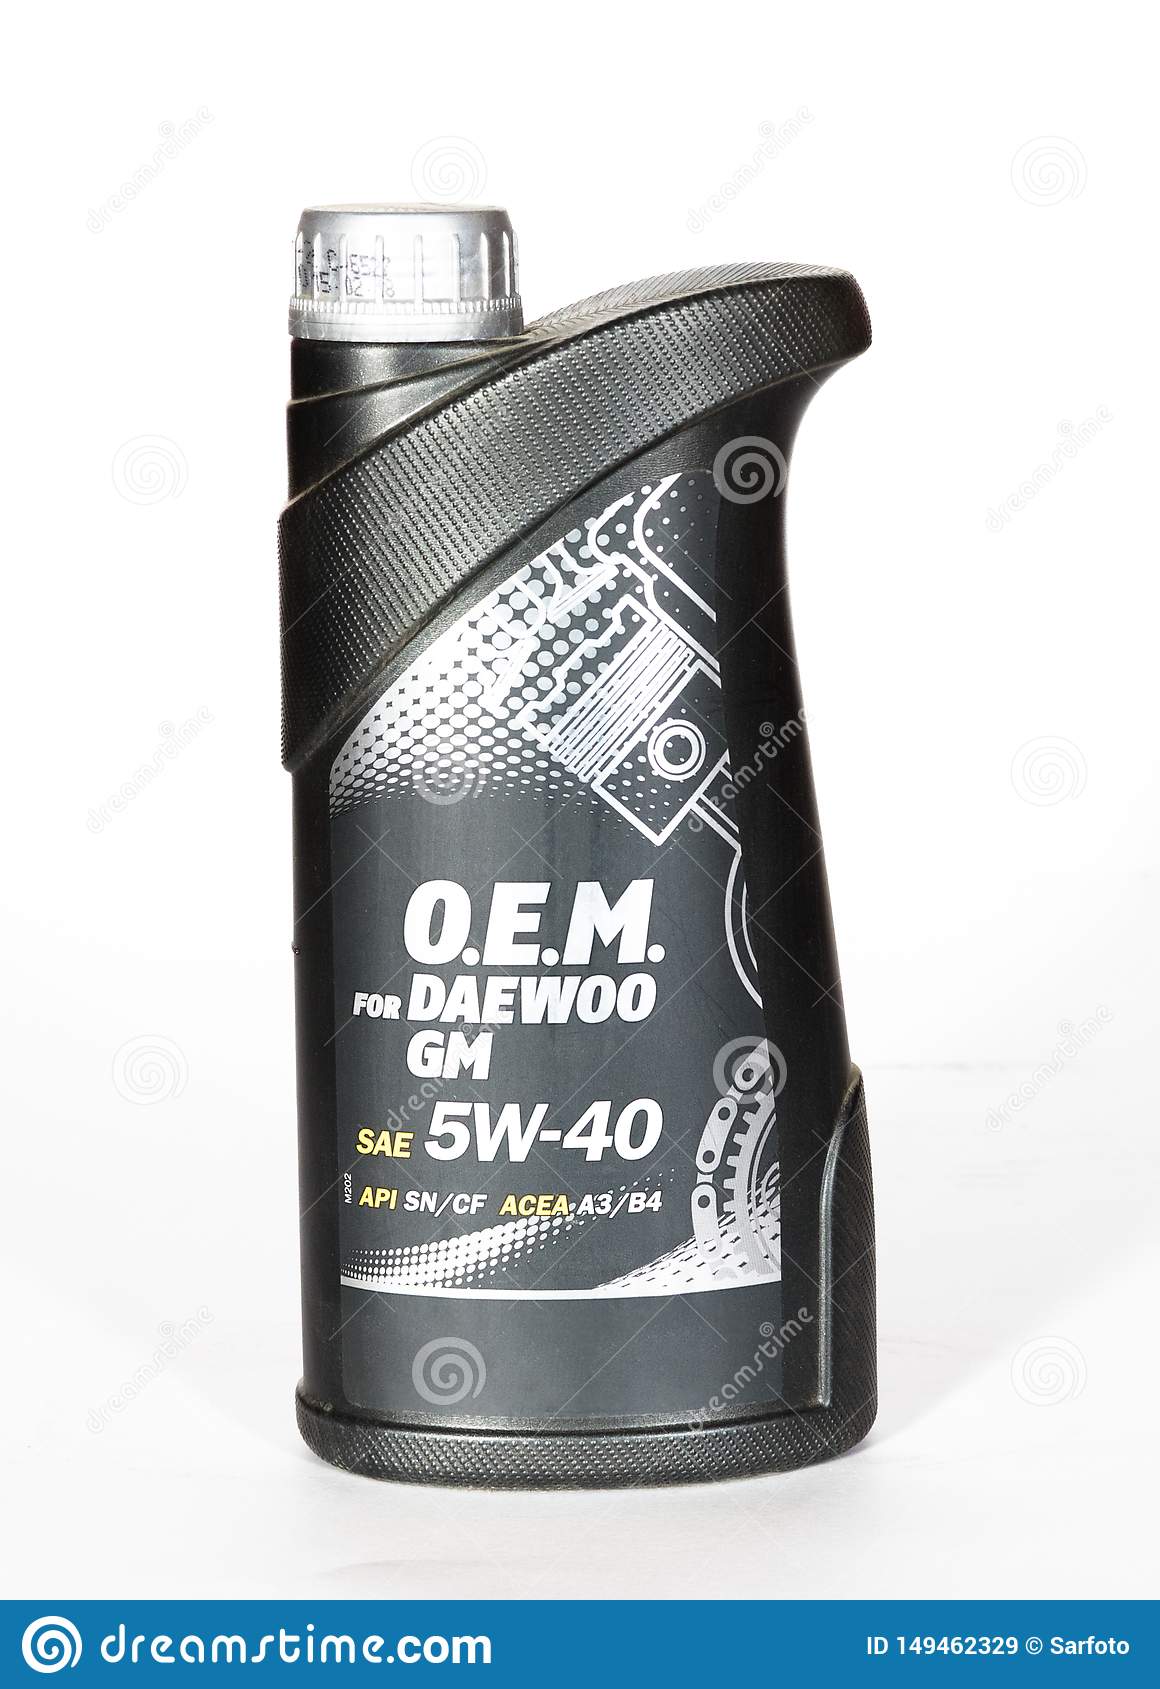 O.E.M.
FOR DAEWOO
GM
SAE 5W-40
M202
API SN/CF ACEA A3/B4
dreamstime.com
ID 149462329 © Sarfoto